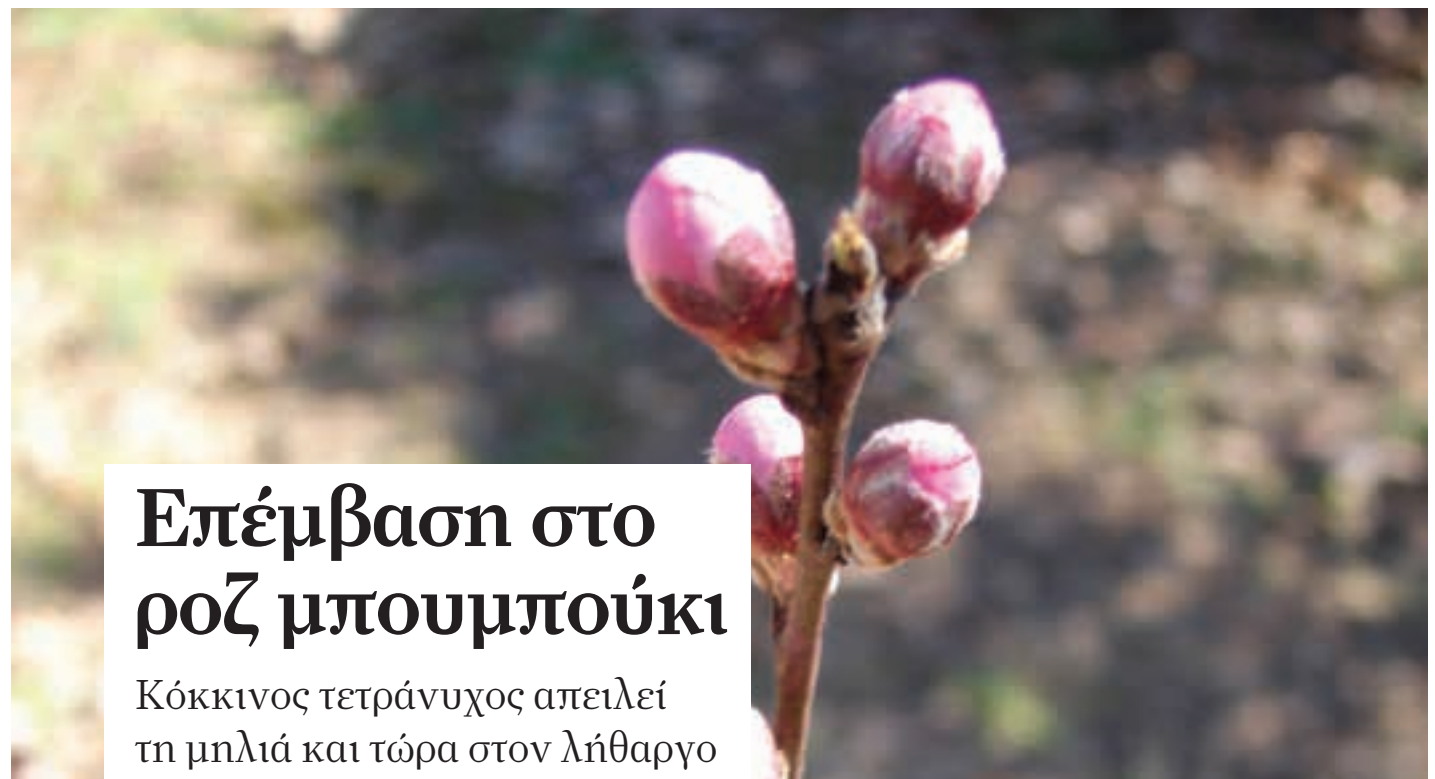 Επέμβαση στο
ροζ μπουμπούκι
Κόκκινος τετράνυχος απειλεί
τη μηλιά και τώρα στον λήθαργο